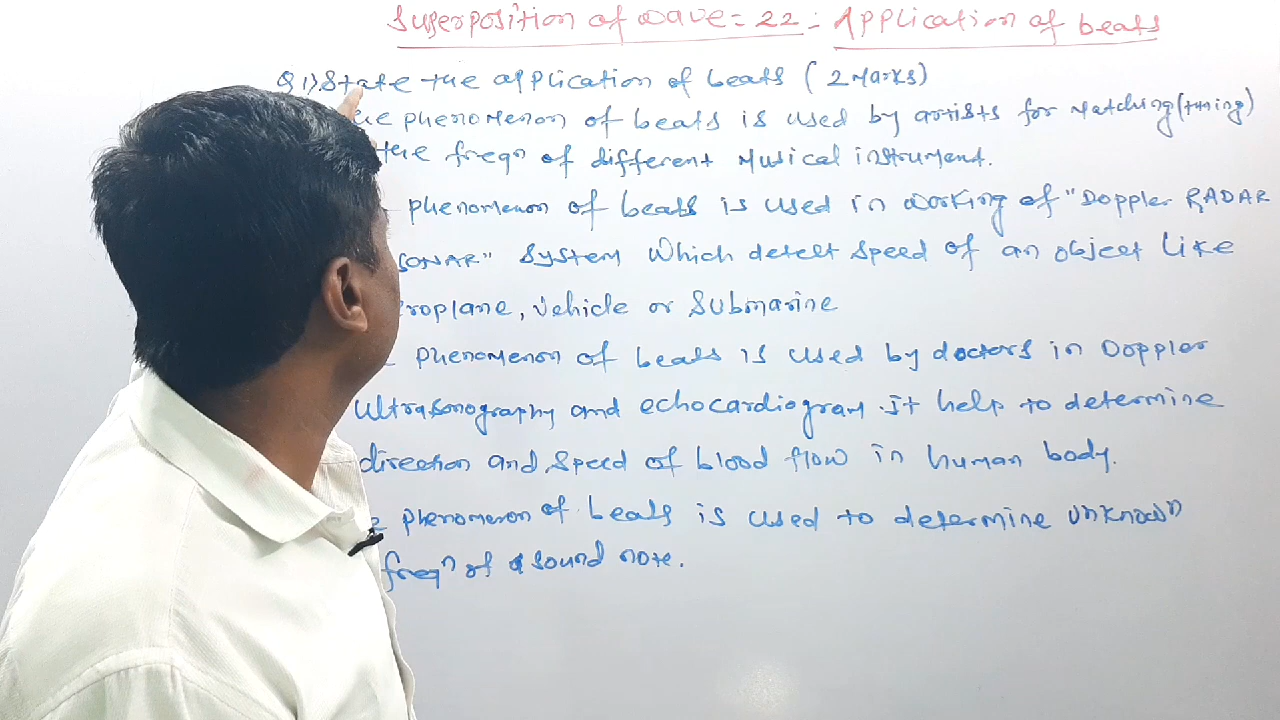 Superposition of wave = 22 = Application of beats
Q 1) State the application of beats ( 2 Marks)
phenomenon of beats is used by artists for Matching (tuning)
the freqn of different Musical instrument.
phenomenon of beats is used in working of "Doppler RADAR
SONAR" system which detect speed of an object like
roplane, vehicle or submarine
phenomenon of beats is used by doctors in Doppler
Ultrasonography and echocardiogram. It help to determine
direction and speed of blood flow in human body.
phenomenon of beats is used to determine unknown
freqn of a sound note.